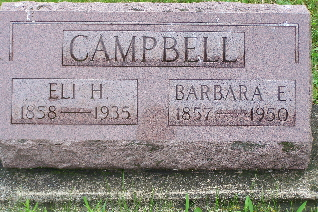 CAMPBELL
ELI H. BARBARA E.
1858—1935 1857—1950